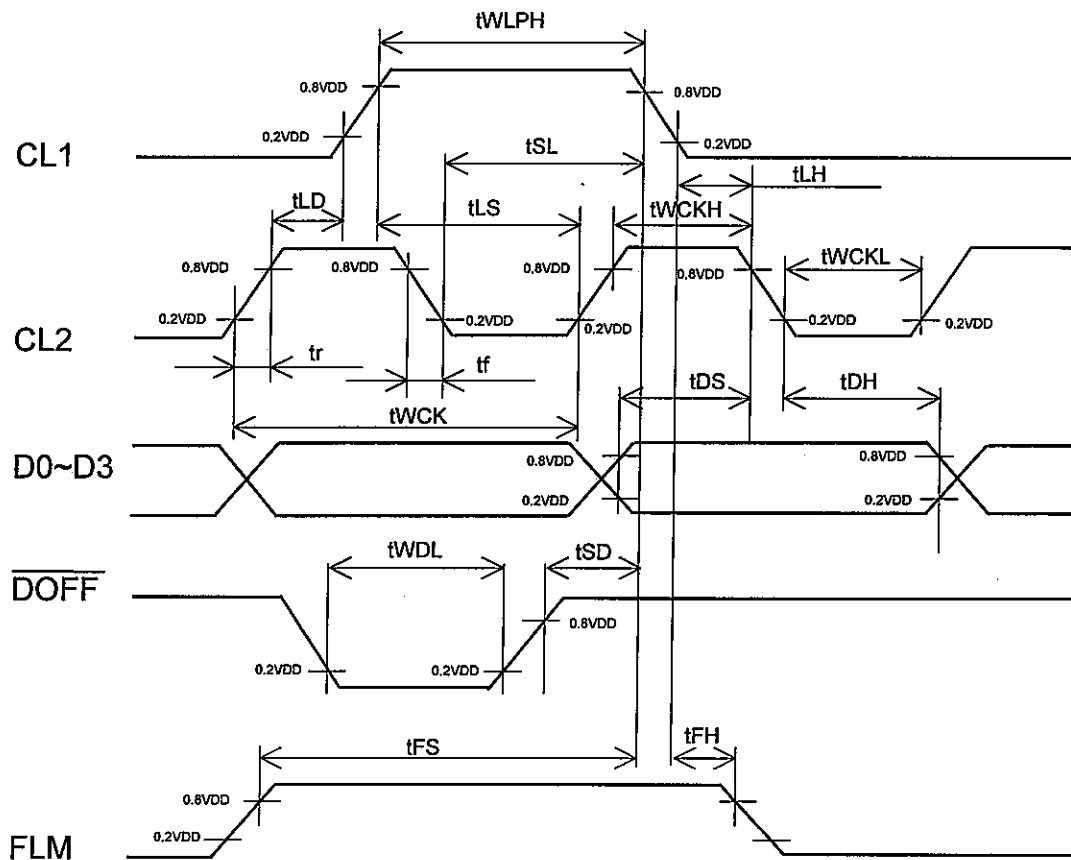 tWLPH
0.8VDD 0.8VDD
0.2VDD 0.2VDD
CL1
tSL
tLH
tLD tLS tWCKH
tWCKL
0.8VDD 0.8VDD 0.8VDD 0.8VDD
0.2VDD 0.2VDD 0.2VDD 0.2VDD 0.2VDD
CL2
tr tf
tDS tDH
tWCK
D0~D3
0.8VDD 0.8VDD
0.2VDD 0.2VDD
tWDL tSD
DOFF
0.8VDD
0.2VDD 0.2VDD
tFS tFH
0.8VDD
0.2VDD
FLM